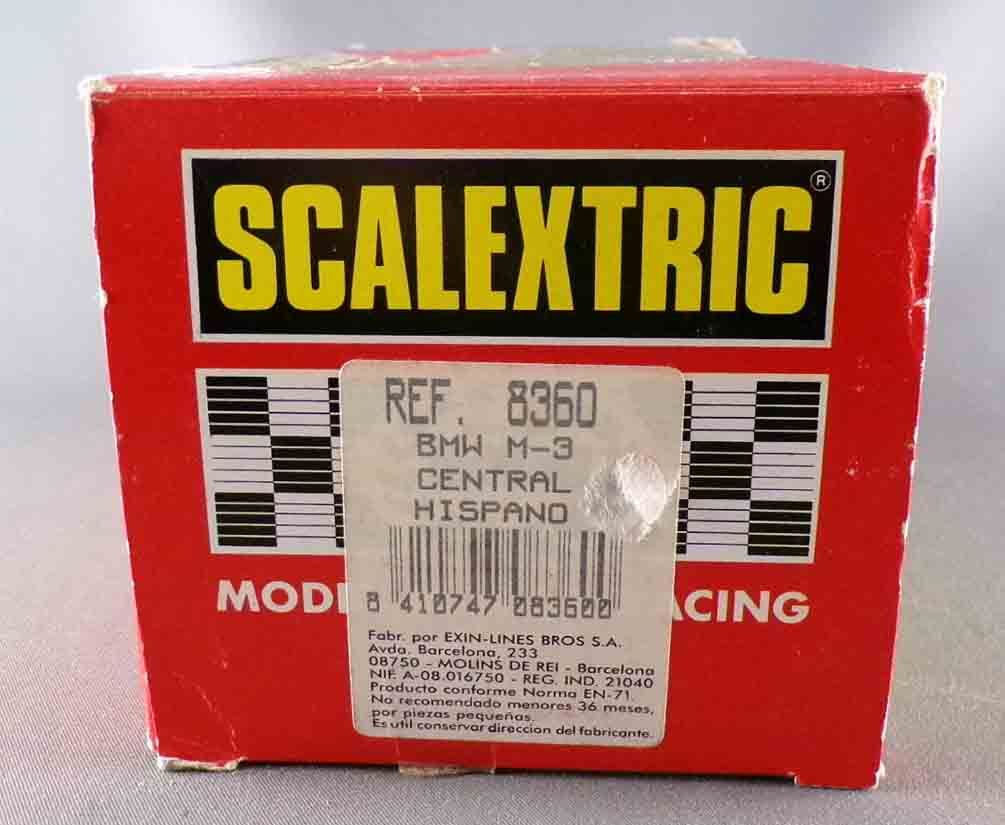 SCALEXTRIC®
REF. 8360
BMW M-3
CENTRAL
HISPANO
8 410747 083600
MOD ACING
Fabr. por EXIN-LINES BROS S.A.
Avda. Barcelona, 233
08750 - MOLINS DE REI - Barcelona
NIF. A-08.016750 - REG. IND. 21040
Producto conforme Norma EN-71.
No recomendado menores 36 meses,
por piezas pequeñas.
Es util conservar direccion del fabricante.